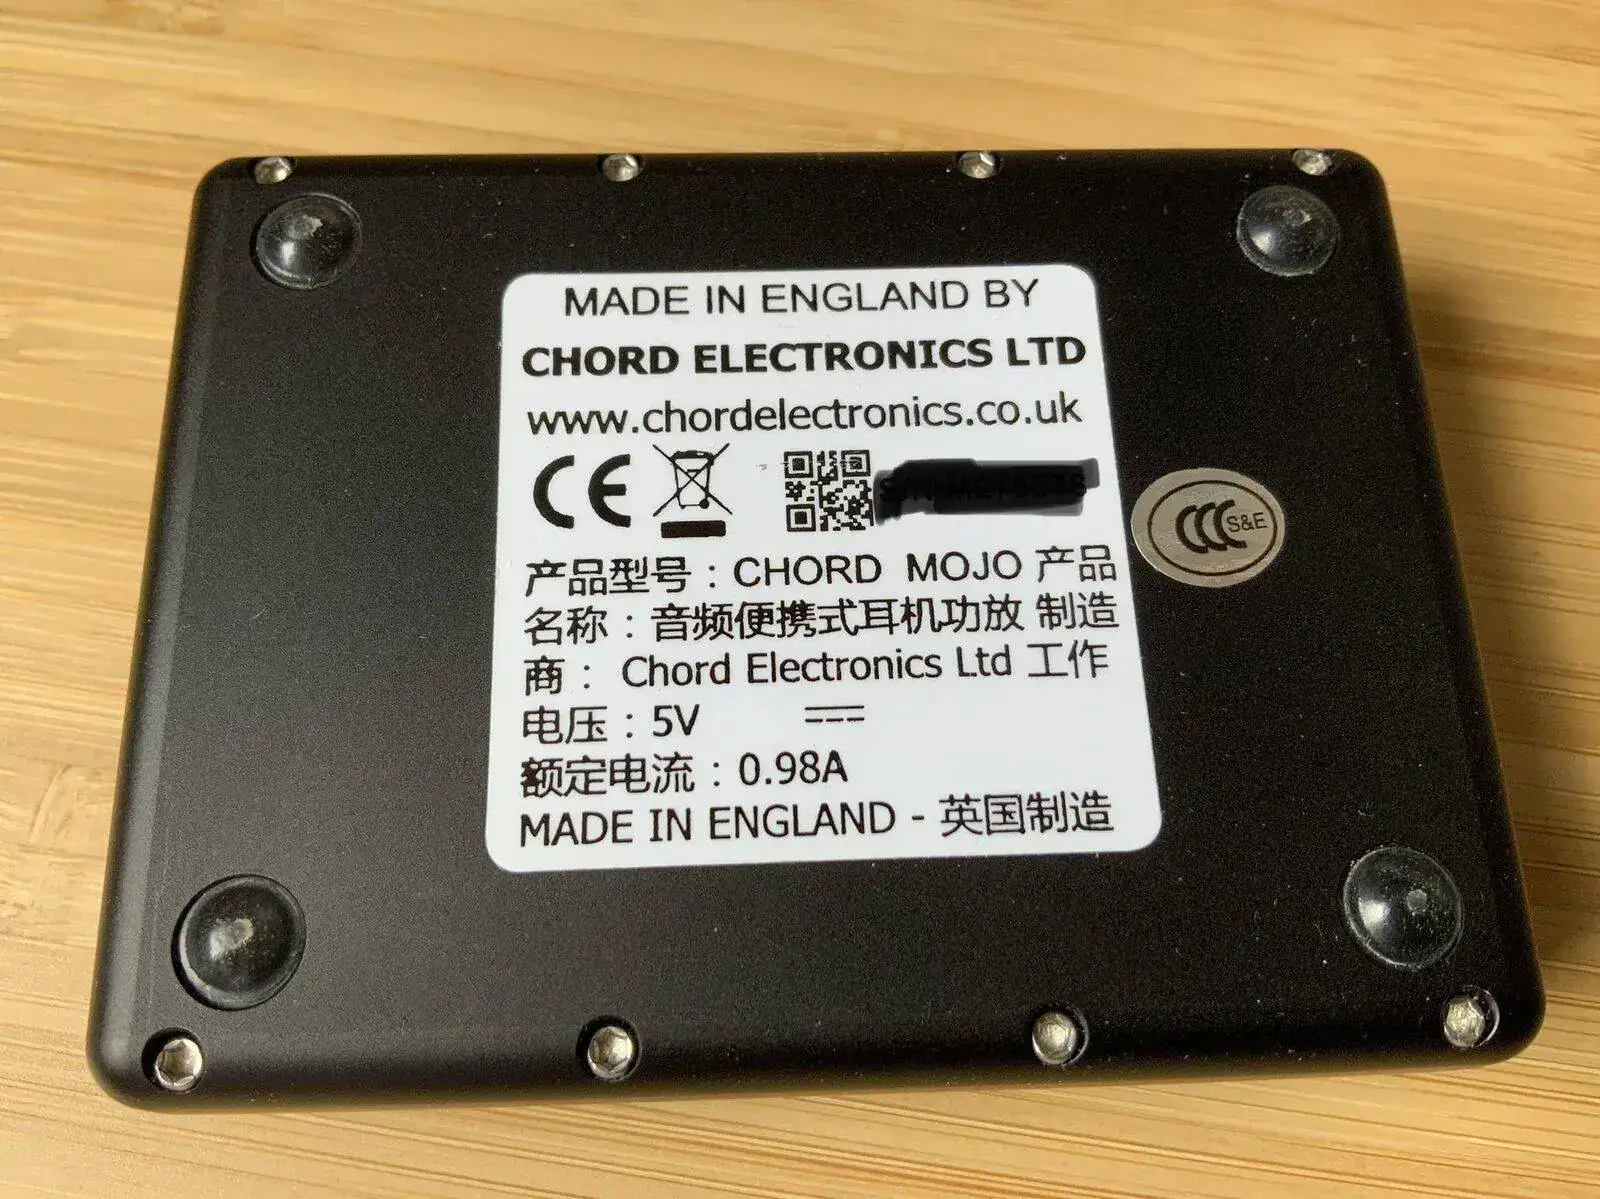 MADE IN ENGLAND BY
CHORD ELECTRONICS LTD
www.chordelectronics.co.uk
CE
CCC S&E
产品型号：CHORD MOJO 产品
名称：音频便携式耳机功放 制造
商： Chord Electronics Ltd 工作
电压：5V
额定电流：0.98A
MADE IN ENGLAND - 英国制造